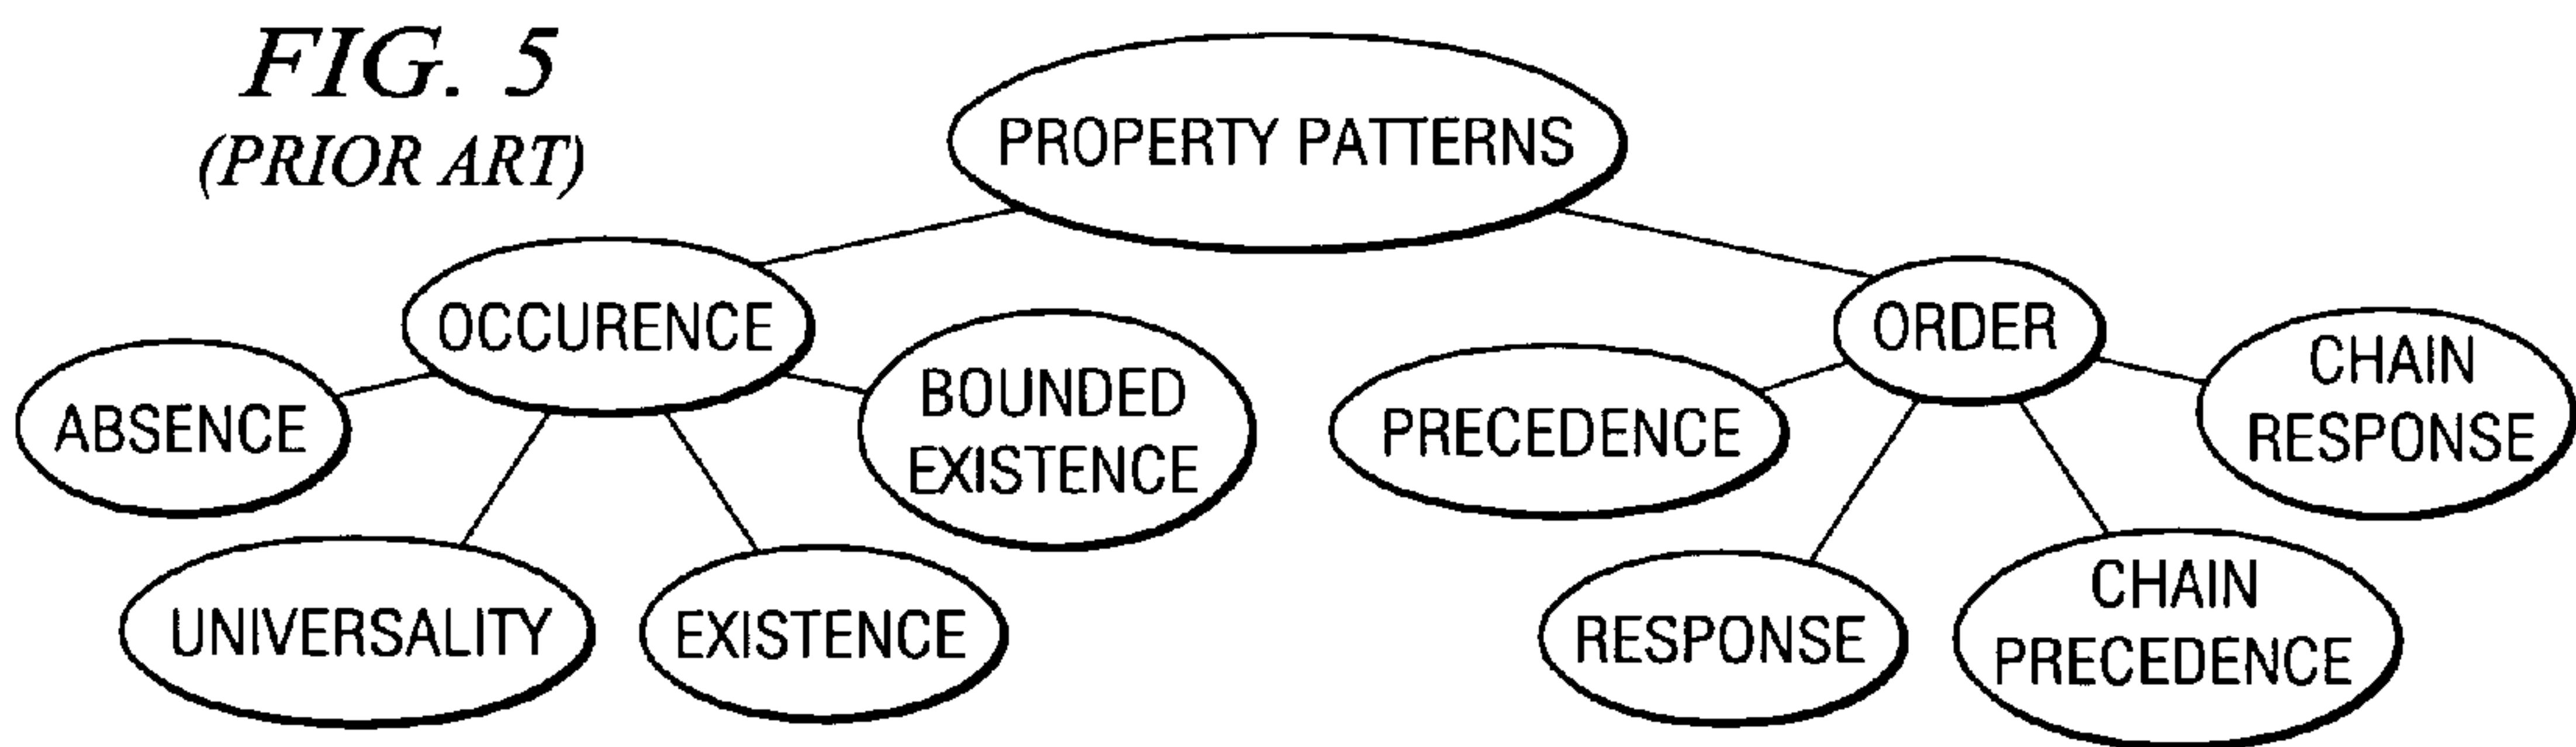 FIG. 5
(PRIOR ART)
PROPERTY PATTERNS
OCCURENCE
ORDER
ABSENCE
BOUNDED
EXISTENCE
PRECEDENCE
CHAIN
RESPONSE
UNIVERSALITY
EXISTENCE
RESPONSE
CHAIN
PRECEDENCE